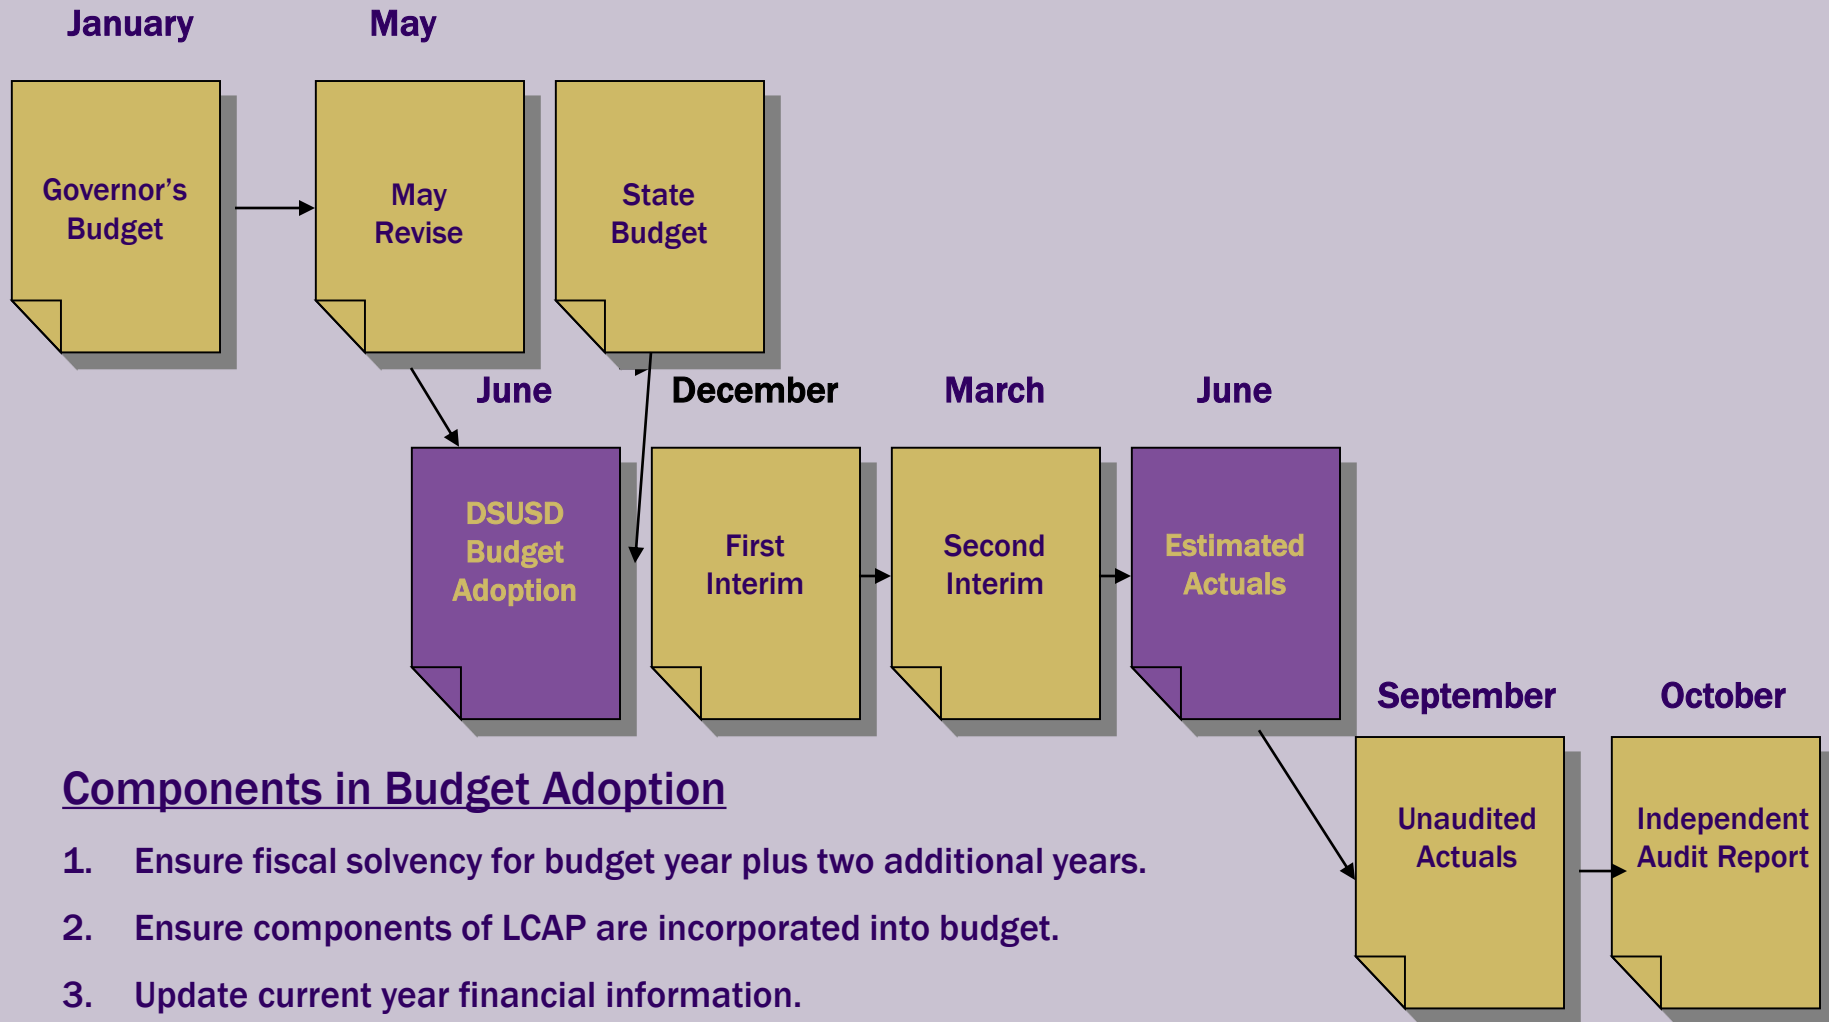 January
May
Governor’s
Budget
May
Revise
State
Budget
June
December
March
June
DSUSD
Budget
Adoption
First
Interim
Second
Interim
Estimated
Actuals
September
October
Unaudited
Actuals
Independent
Audit Report
Components in Budget Adoption
1. Ensure fiscal solvency for budget year plus two additional years.
2. Ensure components of LCAP are incorporated into budget.
3. Update current year financial information.